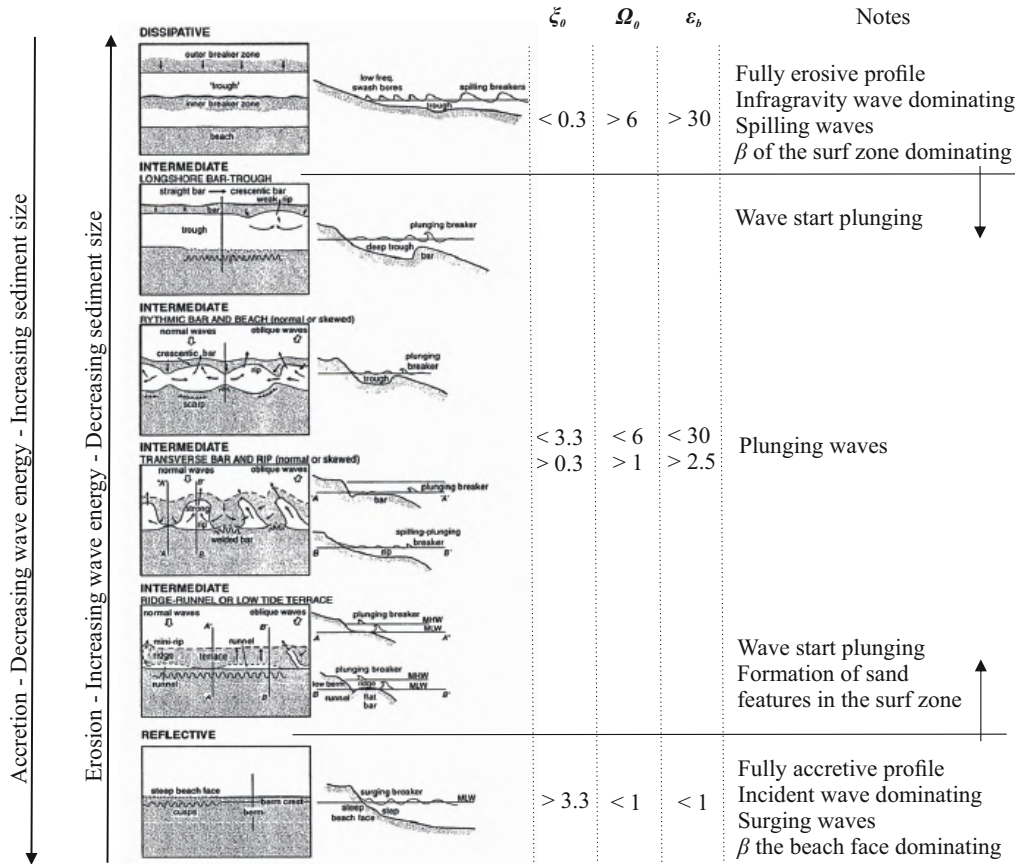 ξ₀ Ω₀ ε_b Notes
Accretion - Decreasing wave energy - Increasing sediment size
Erosion - Increasing wave energy - Decreasing sediment size
DISSIPATIVE
outer breaker zone
'trough'
inner breaker zone
beach
low freq.
swash bores
spilling breakers
trough
< 0.3 > 6 > 30
Fully erosive profile
Infragravity wave dominating
Spilling waves
β of the surf zone dominating
INTERMEDIATE
LONGSHORE BAR-TROUGH
straight bar → crescentic bar
weak rip
bar
trough
plunging breaker
deep trough
bar
Wave start plunging
INTERMEDIATE
RYTHMIC BAR AND BEACH (normal or skewed)
normal waves oblique waves
crescentic bar
rip
scarp
plunging
breaker
trough
< 3.3 < 6 < 30
> 0.3 > 1 > 2.5
Plunging waves
INTERMEDIATE
TRANSVERSE BAR AND RIP (normal or skewed)
normal waves oblique waves
'A' B'
strong
rip
welded bar
A B
plunging breaker
bar
A 'A'
spilling-plunging
breaker
rip
B B'
INTERMEDIATE
RIDGE-RUNNEL OR LOW TIDE TERRACE
normal waves oblique waves
A' B'
mini-rip runnel
ridge terrace
runnel
A B
plunging breaker
MHW
MLW
A A'
plunging breaker
MHW
low berm ridge MLW
B B'
runnel flat
bar
Wave start plunging
Formation of sand
features in the surf zone
REFLECTIVE
steep beach face
berm crest
cusps berm
surging breaker
MLW
steep step
beach face
> 3.3 < 1 < 1
Fully accretive profile
Incident wave dominating
Surging waves
β the beach face dominating